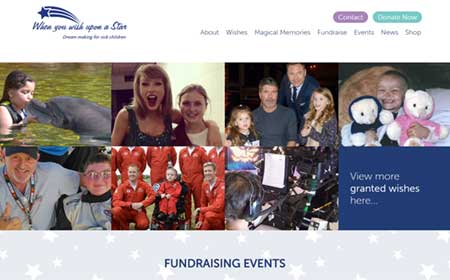 When you wish upon a Star
Dream making for sick children
Contact
Donate Now
About Wishes Magical Memories Fundraise Events News Shop
View more
granted wishes
here...
FUNDRAISING EVENTS